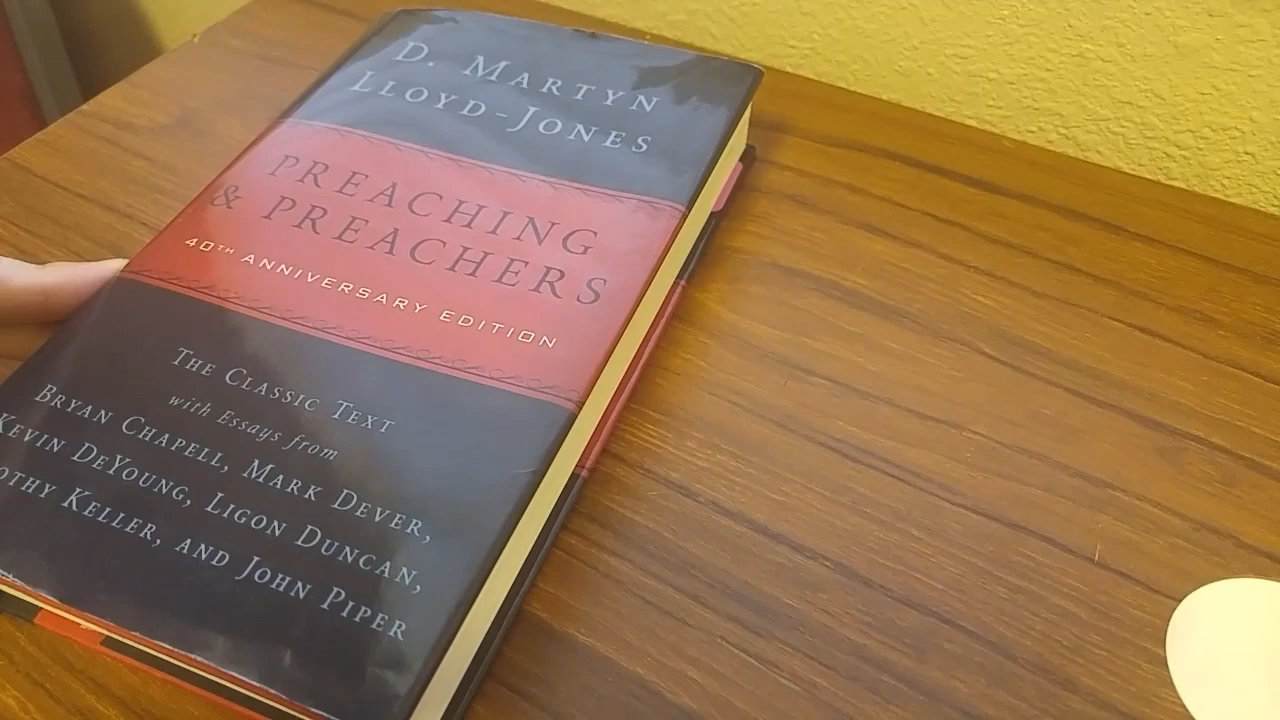 D. MARTYN
LLOYD-JONES
PREACHING
& PREACHERS
40TH ANNIVERSARY EDITION
THE CLASSIC TEXT
with Essays from
BRYAN CHAPELL, MARK DEVER,
KEVIN DEYOUNG, LIGON DUNCAN,
OTHY KELLER, AND JOHN PIPER